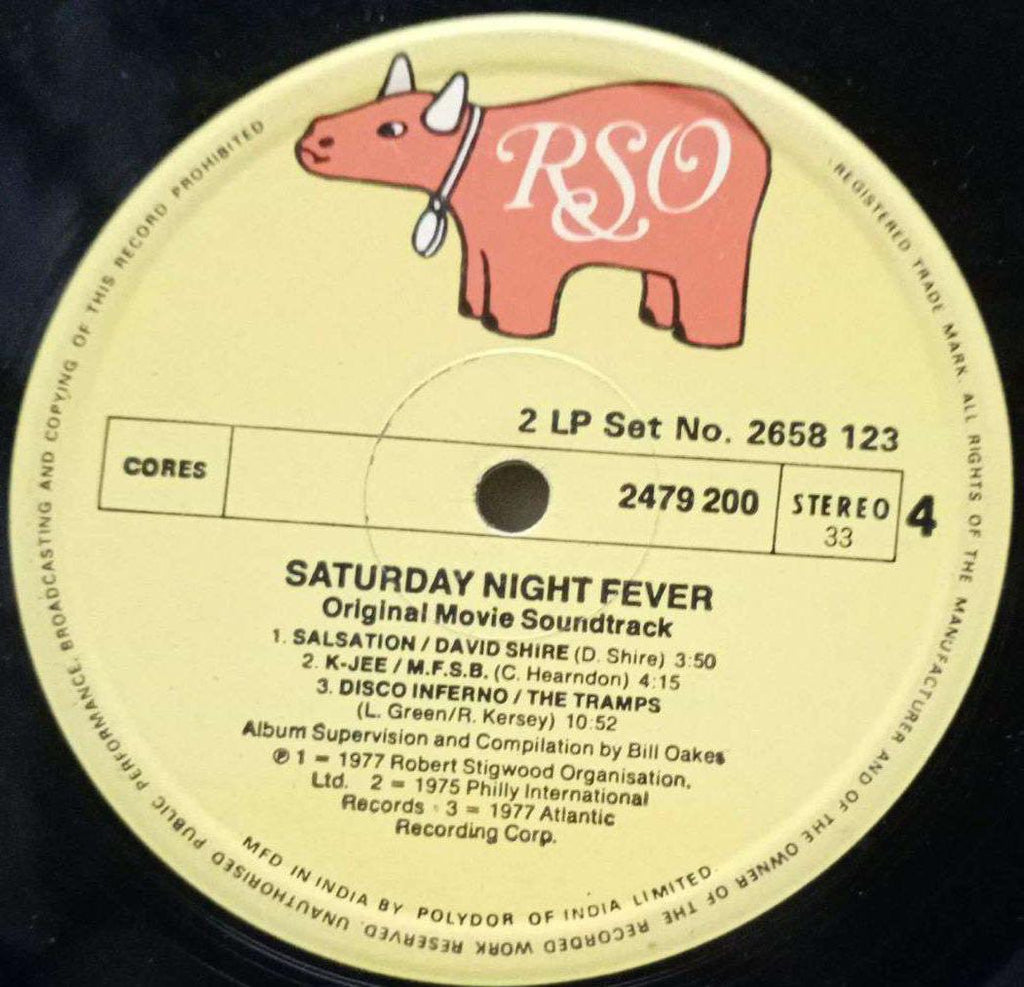 RSO
2 LP Set No. 2658 123
CORES
2479 200
STEREO
33
4
SATURDAY NIGHT FEVER
Original Movie Soundtrack
1. SALSATION / DAVID SHIRE (D. Shire) 3:50
2. K-JEE / M.F.S.B. (C. Hearndon) 4:15
3. DISCO INFERNO / THE TRAMPS
(L. Green/R. Kersey) 10:52
Album Supervision and Compilation by Bill Oakes
℗ 1 = 1977 Robert Stigwood Organisation,
Ltd. 2 = 1975 Philly International
Records · 3 = 1977 Atlantic
Recording Corp.
MFD IN INDIA BY POLYDOR OF INDIA LIMITED
REGISTERED TRADE MARK. ALL RIGHTS OF THE MANUFACTURER AND OF THE OWNER OF THE RECORDED WORK RESERVED. UNAUTHORISED PUBLIC PERFORMANCE, BROADCASTING AND COPYING OF THIS RECORD PROHIBITED